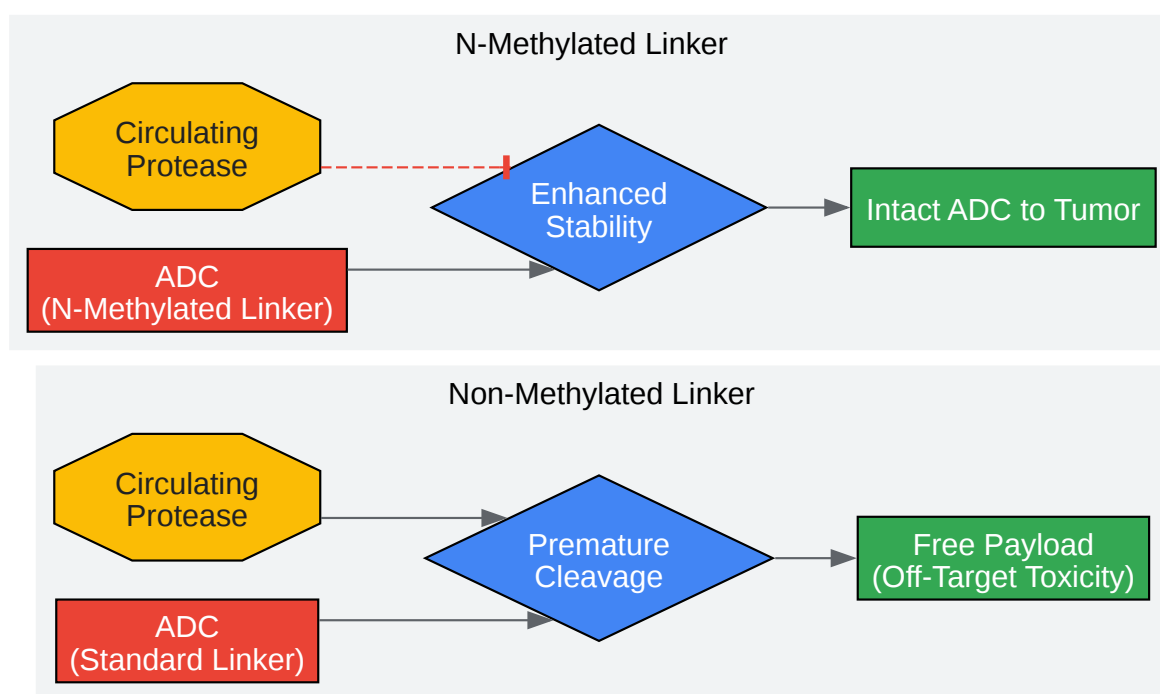 N-Methylated Linker
Circulating
Protease
Enhanced
Stability
Intact ADC to Tumor
ADC
(N-Methylated Linker)
Non-Methylated Linker
Circulating
Protease
Premature
Cleavage
Free Payload
(Off-Target Toxicity)
ADC
(Standard Linker)